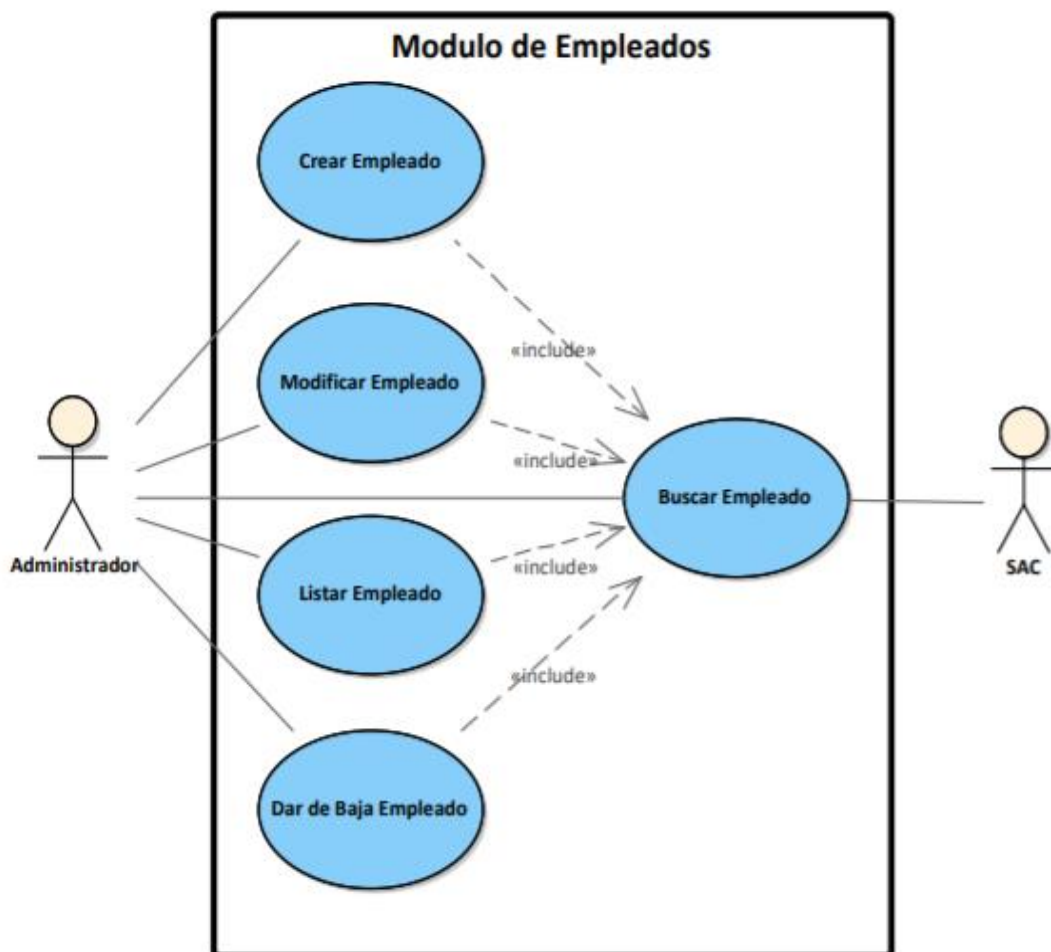 Modulo de Empleados
Crear Empleado
«include»
Modificar Empleado
«include»
Buscar Empleado
Administrador
SAC
Listar Empleado
«include»
«include»
Dar de Baja Empleado